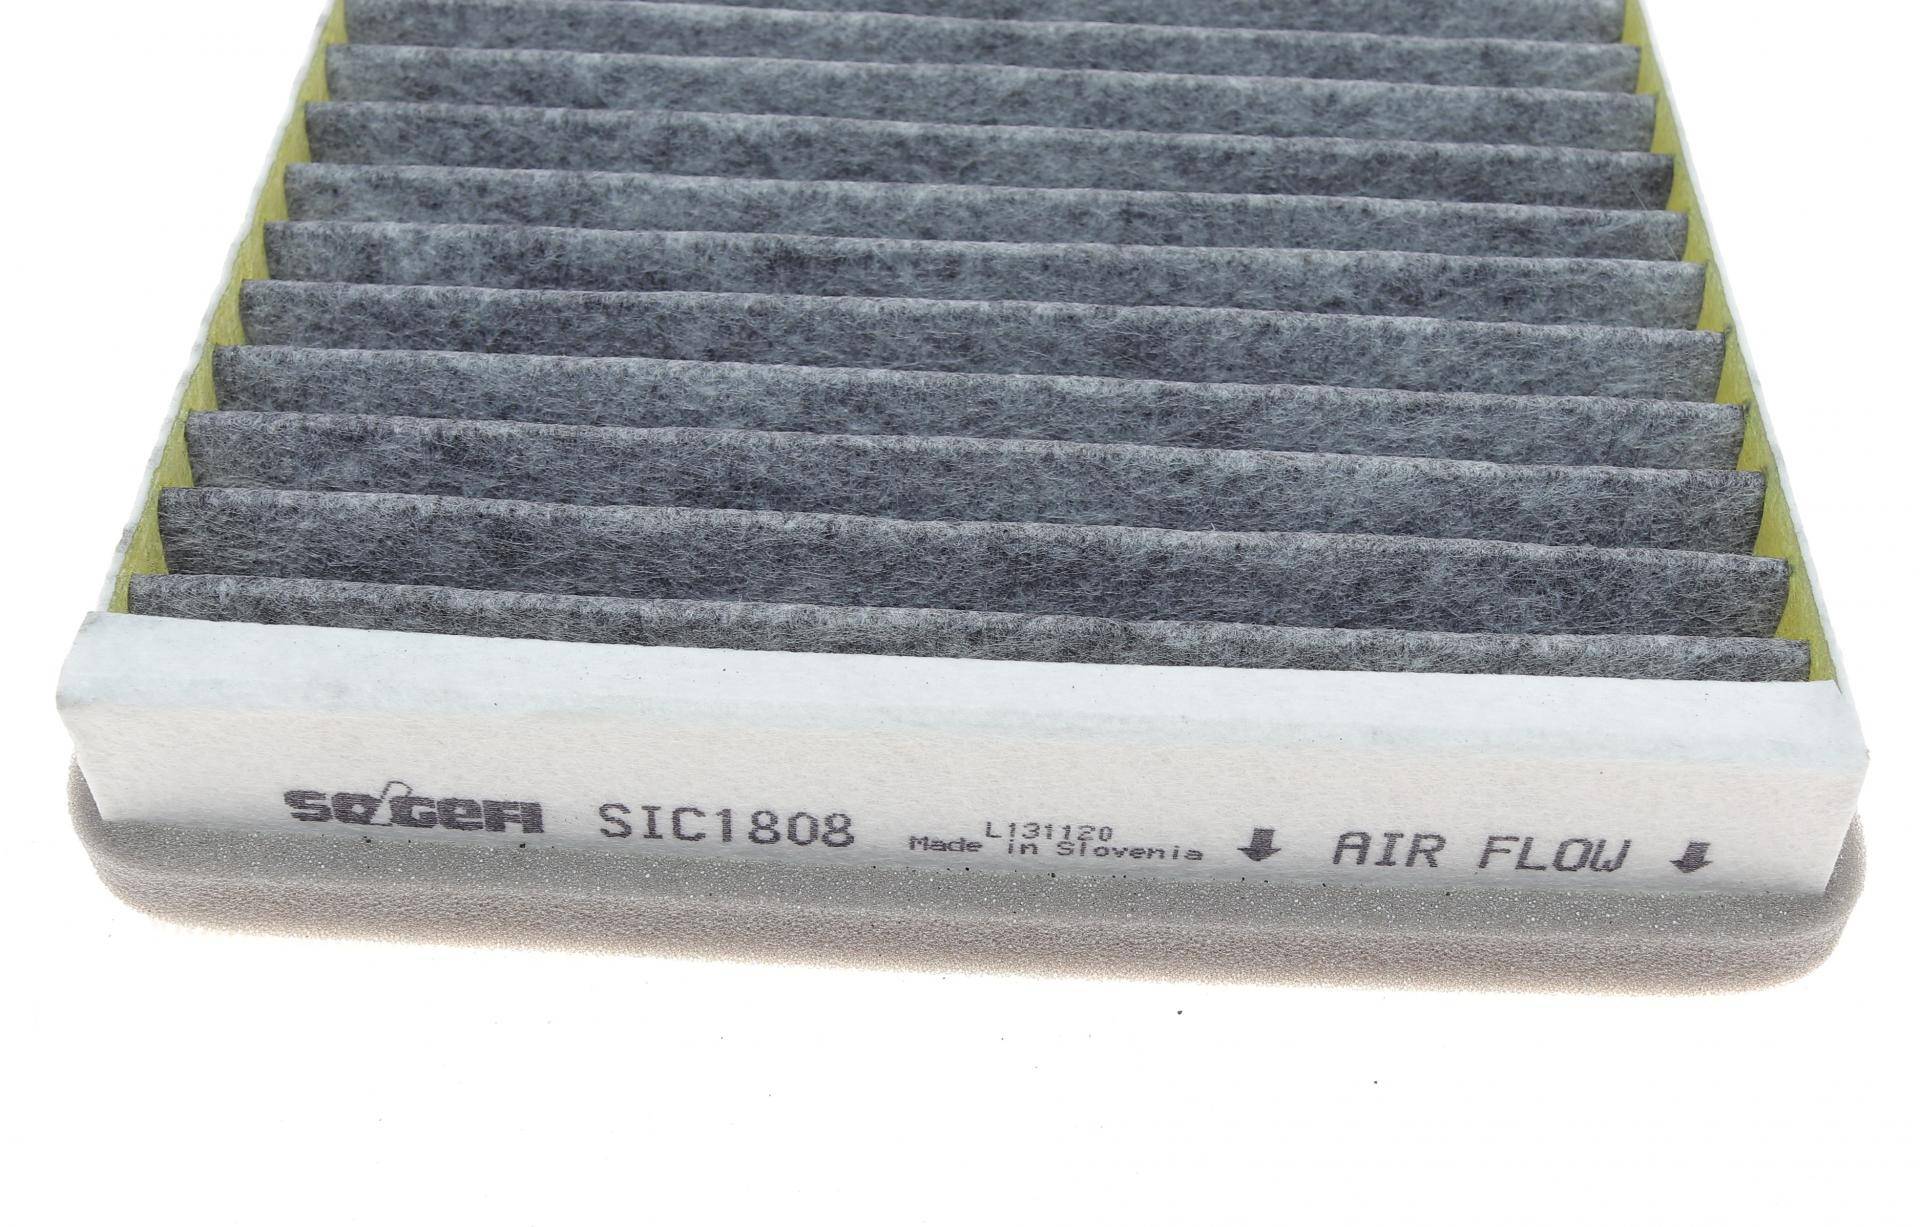 SOGEFI SIC1808
L131120
Made in Slovenia
AIR FLOW